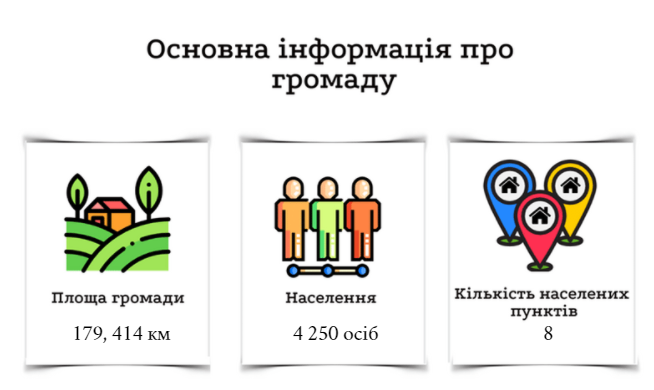 Основна інформація про
громаду
Площа громади
179, 414 км
Населення
4 250 осіб
Кількість населених
пунктів
8